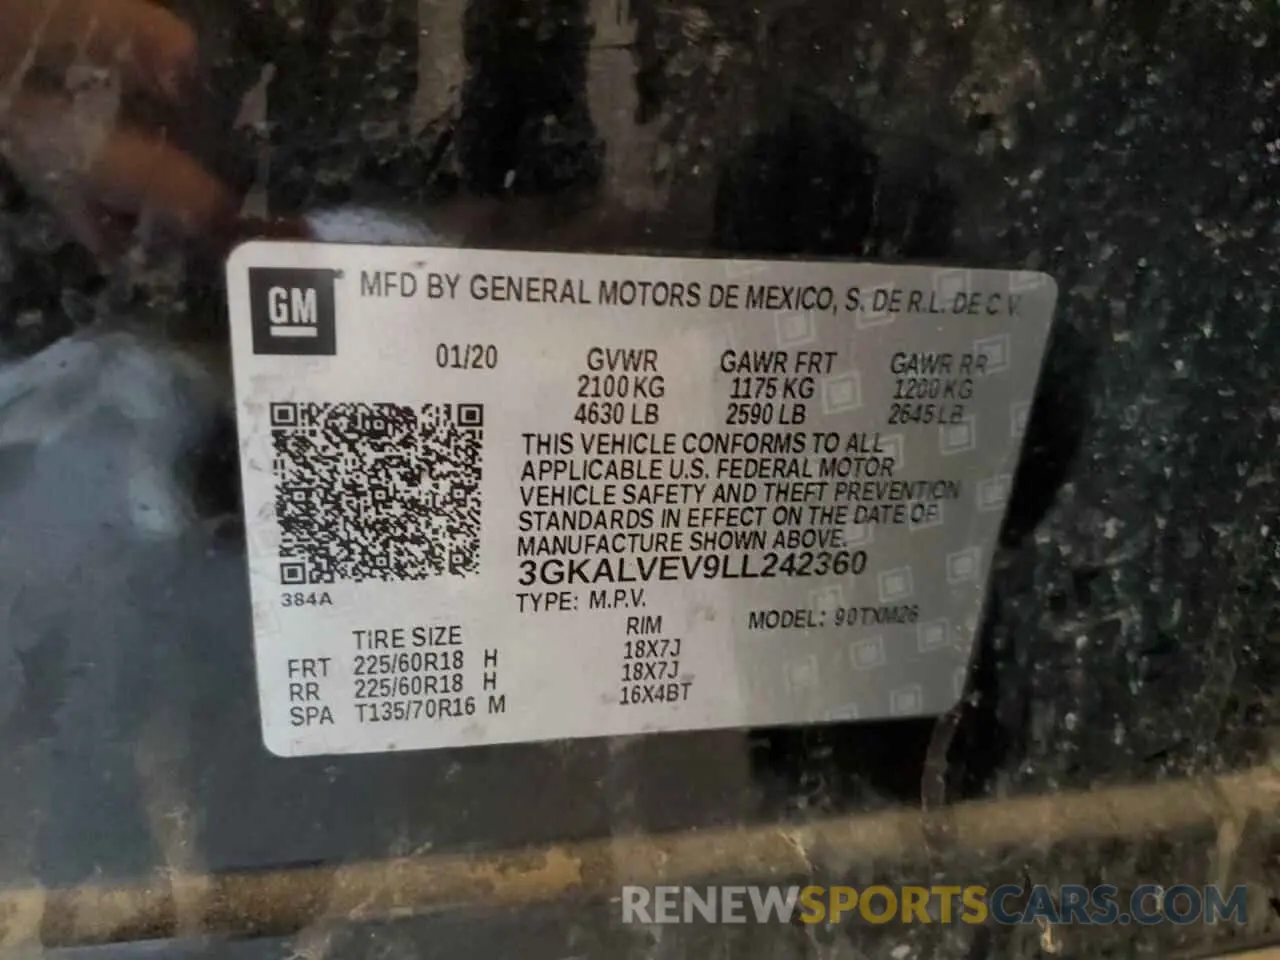 GM
MFD BY GENERAL MOTORS DE MEXICO, S. DE R.L. DE C.V.
01/20 GVWR GAWR FRT GAWR RR
2100 KG 1175 KG 1200 KG
4630 LB 2590 LB 2645 LB
THIS VEHICLE CONFORMS TO ALL
APPLICABLE U.S. FEDERAL MOTOR
VEHICLE SAFETY AND THEFT PREVENTION
STANDARDS IN EFFECT ON THE DATE OF
MANUFACTURE SHOWN ABOVE.
3GKALVEV9LL242360
384A
TYPE: M.P.V. MODEL: 90TXM26
TIRE SIZE RIM
FRT 225/60R18 H 18X7J
RR 225/60R18 H 18X7J
SPA T135/70R16 M 16X4BT
RENEWSPORTSCARS.COM